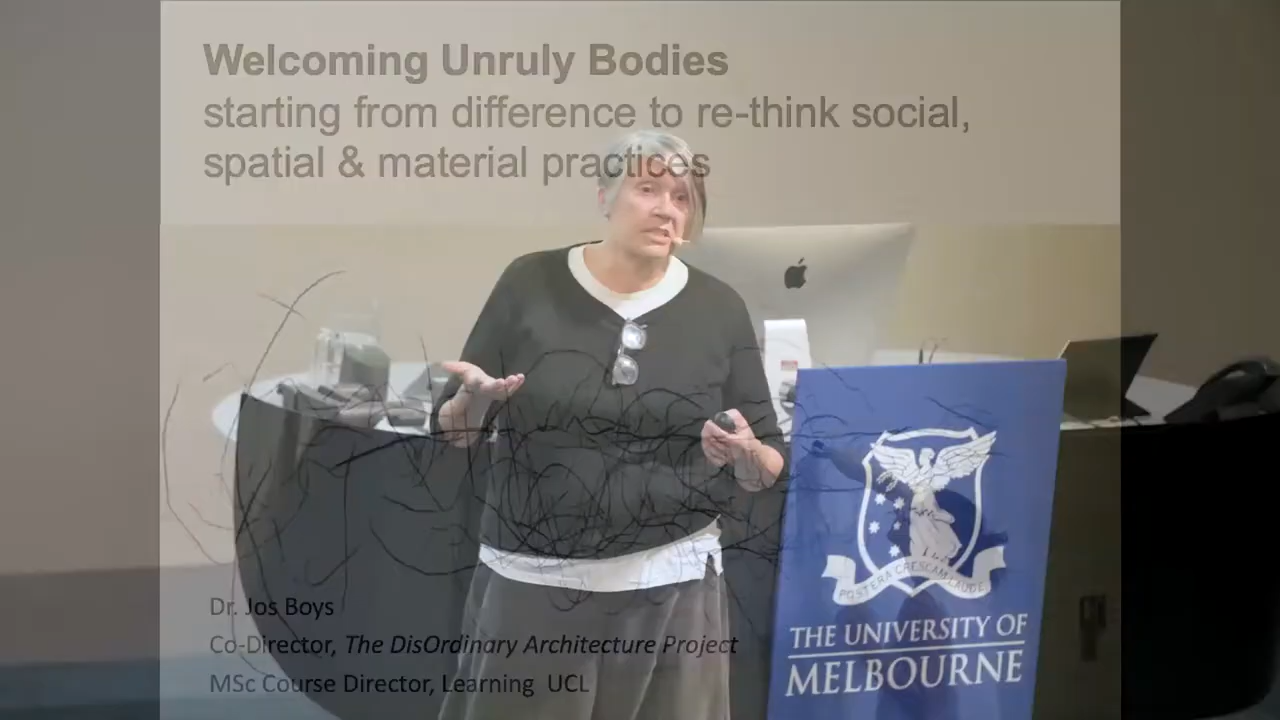 Welcoming Unruly Bodies
starting from difference to re-think social,
spatial & material practices
POSTERA CRESCAM LAUDE
THE UNIVERSITY OF
MELBOURNE
Dr. Jos Boys
Co-Director, The DisOrdinary Architecture Project
MSc Course Director, Learning  UCL